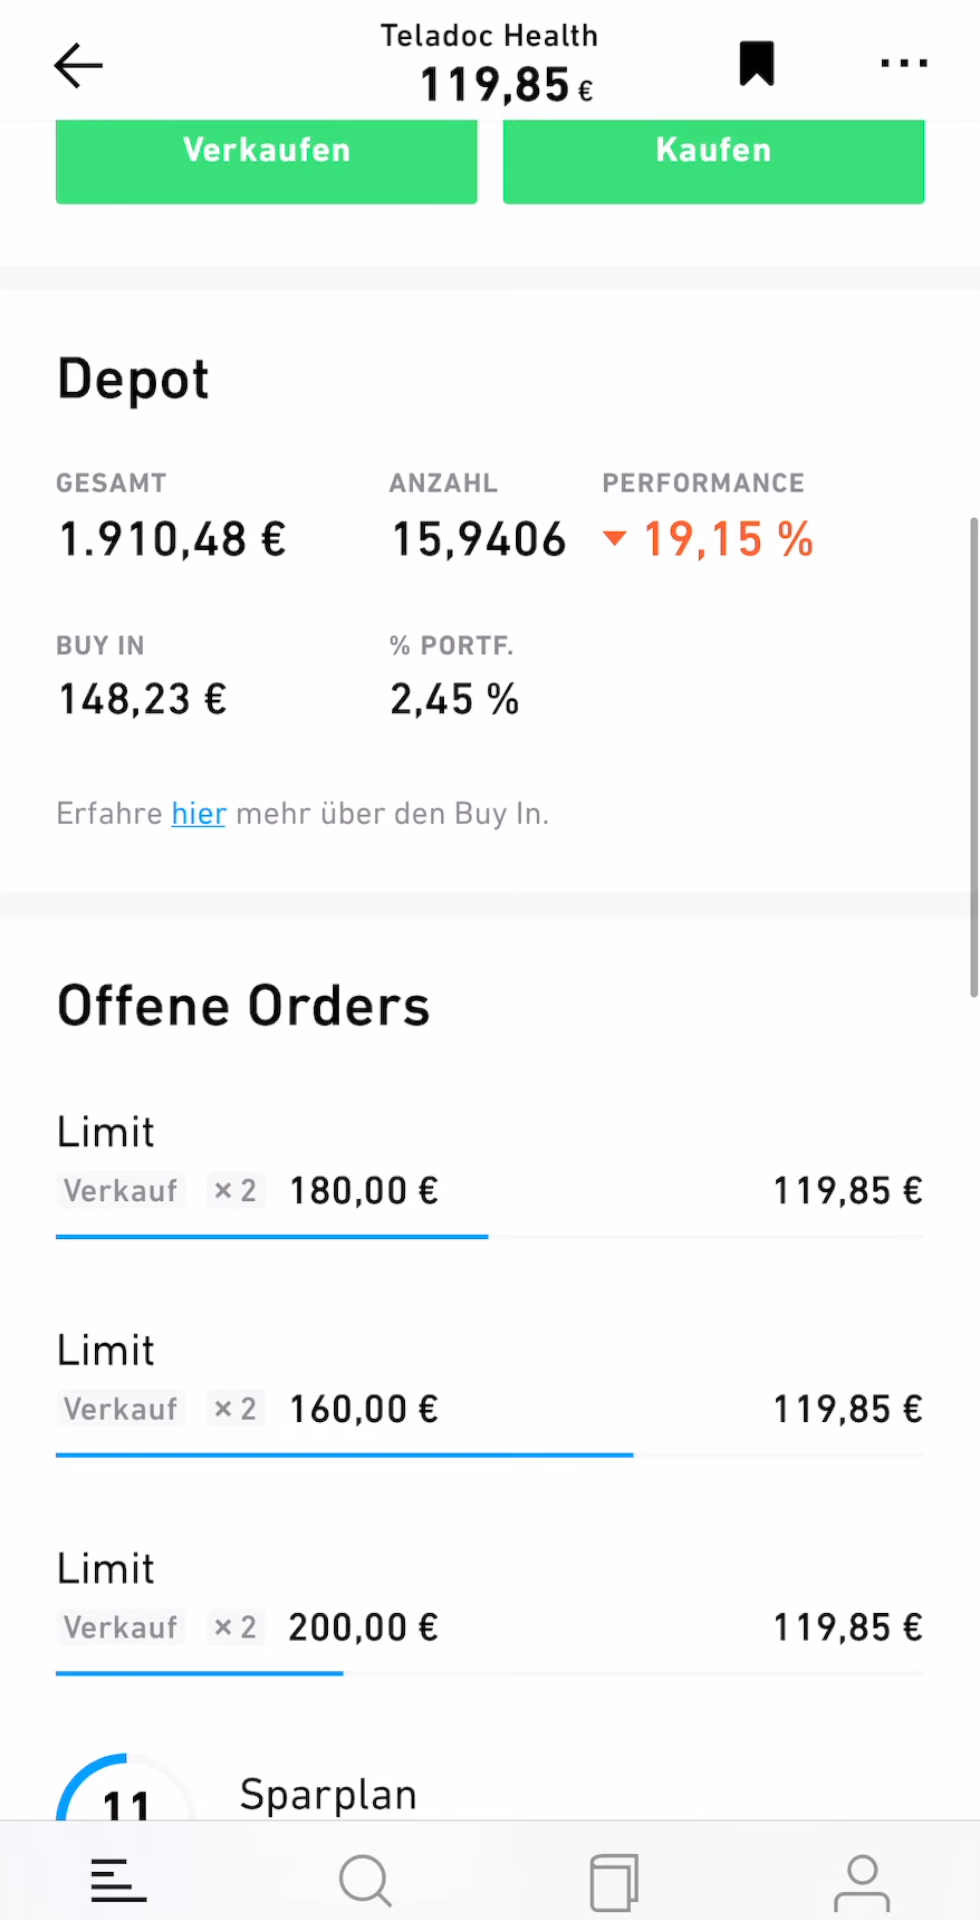 Teladoc Health
119,85 €
Verkaufen Kaufen
Depot
GESAMT ANZAHL PERFORMANCE
1.910,48 € 15,9406 19,15 %
BUY IN % PORTF.
148,23 € 2,45 %
Erfahre hier mehr über den Buy In.
Offene Orders
Limit
Verkauf × 2 180,00 € 119,85 €
Limit
Verkauf × 2 160,00 € 119,85 €
Limit
Verkauf × 2 200,00 € 119,85 €
11 Sparplan